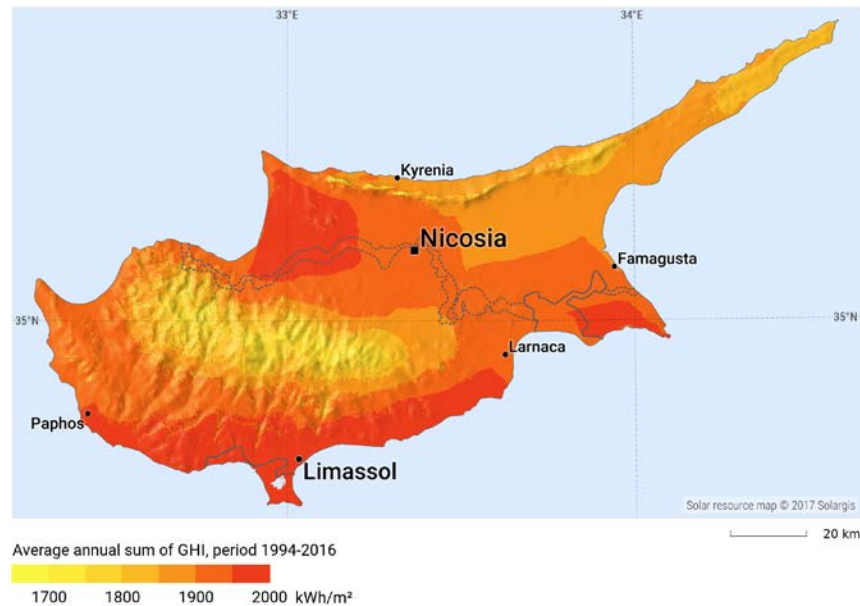 33°E
34°E
Kyrenia
Nicosia
Famagusta
35°N
35°N
Larnaca
Paphos
Limassol
Solar resource map © 2017 Solargis
20 km
Average annual sum of GHI, period 1994-2016
1700 1800 1900 2000 kWh/m²